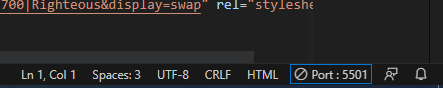 700|Righteous&display=swap" rel="styleshe
Ln 1, Col 1 Spaces: 3 UTF-8 CRLF HTML Port : 5501